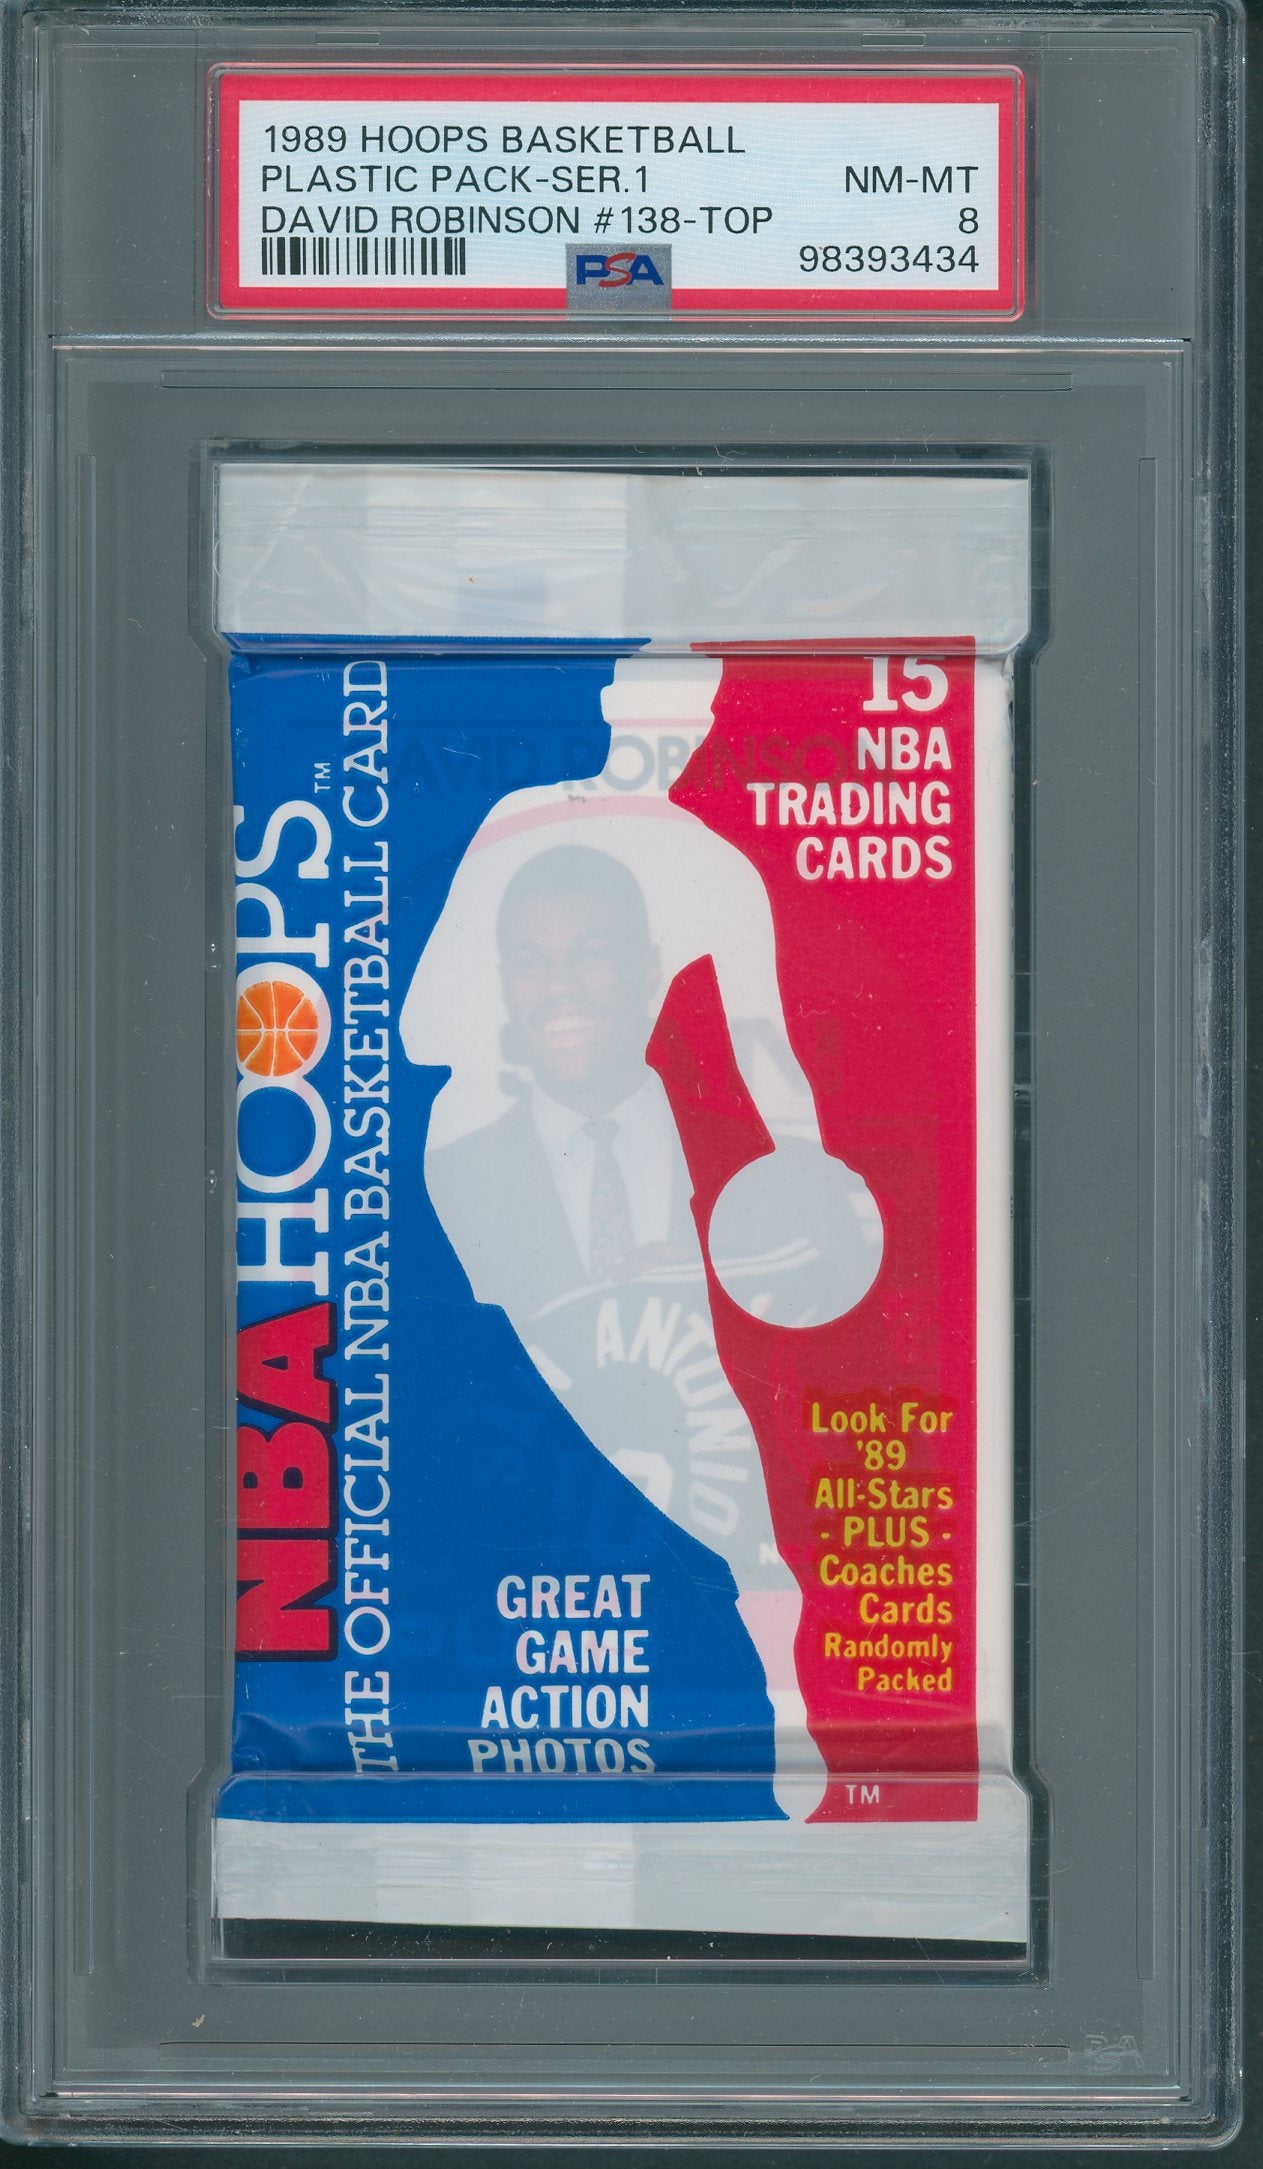 1989 HOOPS BASKETBALL
PLASTIC PACK-SER.1 NM-MT
DAVID ROBINSON #138-TOP 8
PSA 98393434
15
NBA
TRADING
CARDS
NBA HOOPS™
THE OFFICIAL NBA BASKETBALL CARD
DAVID ROBINSON
ANTONIO
Look For
'89
All-Stars
- PLUS -
Coaches
Cards
Randomly
Packed
GREAT
GAME
ACTION
PHOTOS
TM
PSA